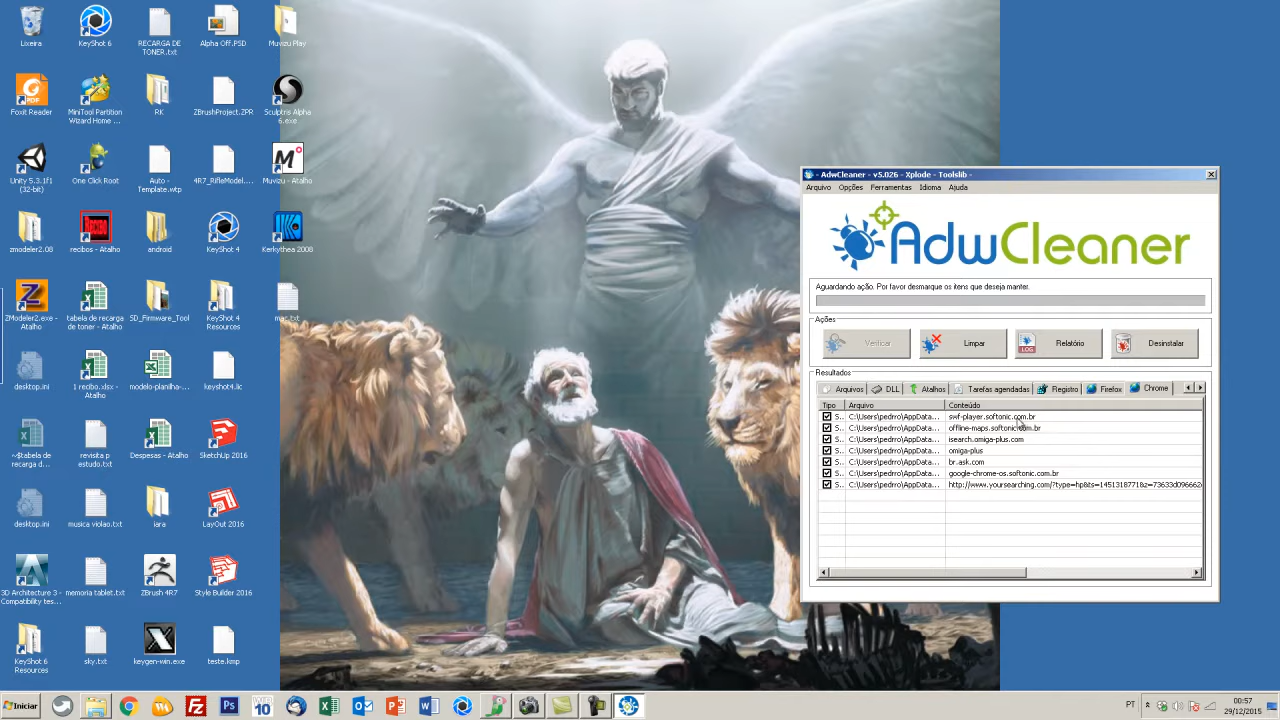 Lixeira
KeyShot 6
RECARGA DE
TONER.txt
Alpha Off.PSD
Muvizu Play
Foxit Reader
MiniTool Partition
Wizard Home ...
RK
ZBrushProject.ZPR
Sculptris Alpha
6.exe
Unity 5.3.1f1
(32-bit)
One Click Root
Auto -
Template.wtp
4R7_RifleModel....
Muvizu - Atalho
zmodeler2.08
recibos - Atalho
android
KeyShot 4
Kerkythea 2008
ZModeler2.exe -
Atalho
tabela de recarga
de toner - Atalho
SD_Firmware_Tool
KeyShot 4
Resources
mac.txt
desktop.ini
1 recibo.xlsx -
Atalho
modelo-planilha-...
keyshot4.lic
~$tabela de
recarga d...
revisita p
estudo.txt
Despesas - Atalho
SketchUp 2016
desktop.ini
musica violao.txt
iara
LayOut 2016
3D Architecture 3 -
Compatibility tes...
memoria tablet.txt
ZBrush 4R7
Style Builder 2016
KeyShot 6
Resources
sky.txt
keygen-win.exe
teste.kmp
- AdwCleaner - v5.026 - Xplode - Toolslib -
Arquivo Opções Ferramentas Idioma Ajuda
AdwCleaner
Aguardando ação. Por favor desmarque os itens que deseja manter.
Ações
Verificar Limpar Relatório Desinstalar
LOG
Resultados
Arquivos DLL Atalhos Tarefas agendadas Registro Firefox Chrome
Tipo Arquivo Conteúdo
S.. C:\Users\pedrro\AppData... swf-player.softonic.com.br
S.. C:\Users\pedrro\AppData... offline-maps.softonic.com.br
S.. C:\Users\pedrro\AppData... isearch.omiga-plus.com
S.. C:\Users\pedrro\AppData... omiga-plus
S.. C:\Users\pedrro\AppData... br.ask.com
S.. C:\Users\pedrro\AppData... google-chrome-os.softonic.com.br
S.. C:\Users\pedrro\AppData... http://www.yoursearching.com/?type=hp&ts=1451318771&z=73633d096662
Iniciar
PT
00:57
29/12/2015